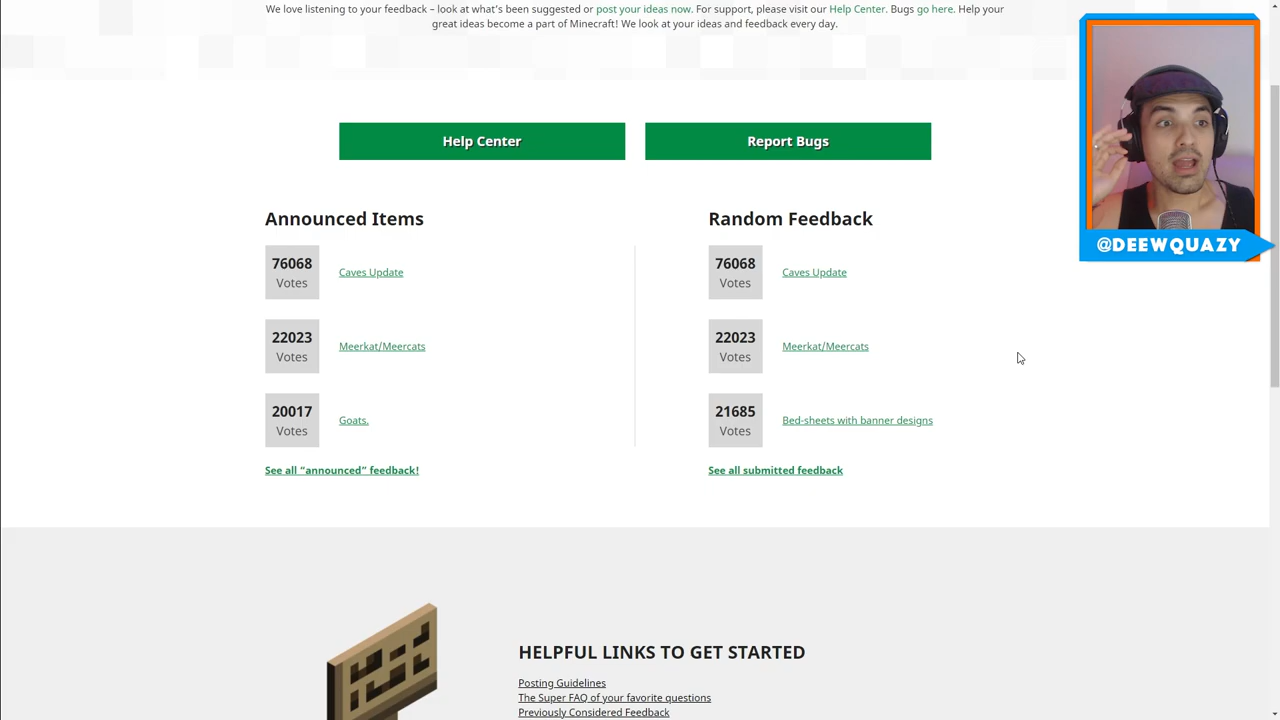 We love listening to your feedback – look at what's been suggested or post your ideas now. For support, please visit our Help Center. Bugs go here. Help your
great ideas become a part of Minecraft! We look at your ideas and feedback every day.
Help Center
Report Bugs
@DEEWQUAZY
Announced Items
76068
Votes
Caves Update
22023
Votes
Meerkat/Meercats
20017
Votes
Goats.
See all “announced” feedback!
Random Feedback
76068
Votes
Caves Update
22023
Votes
Meerkat/Meercats
21685
Votes
Bed-sheets with banner designs
See all submitted feedback
HELPFUL LINKS TO GET STARTED
Posting Guidelines
The Super FAQ of your favorite questions
Previously Considered Feedback